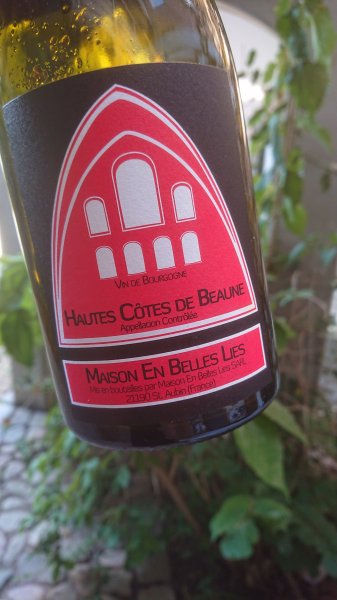 Vin de Bourgogne
Hautes Côtes de Beaune
Appellation Contrôlée
Maison En Belles Lies
Mis en bouteilles par Maison En Belles Lies SARL
21190 St. Aubin (France)